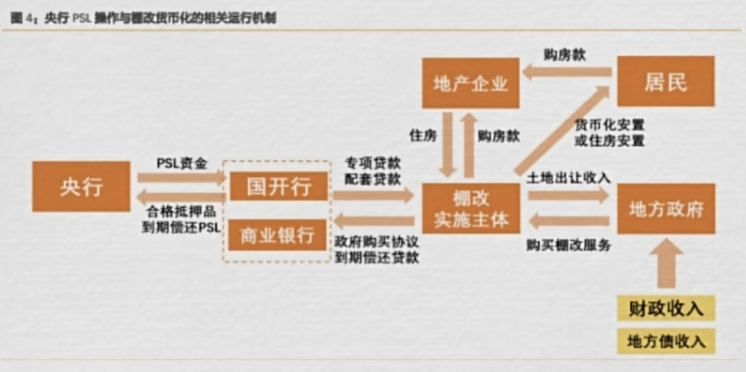 图 4：央行 PSL 操作与棚改货币化的相关运行机制
购房款
地产企业
居民
住房
购房款
货币化安置
或住房安置
央行
PSL资金
合格抵押品
到期偿还PSL
国开行
商业银行
专项贷款
配套贷款
政府购买协议
到期偿还贷款
棚改
实施主体
土地出让收入
购买棚改服务
地方政府
财政收入
地方债收入